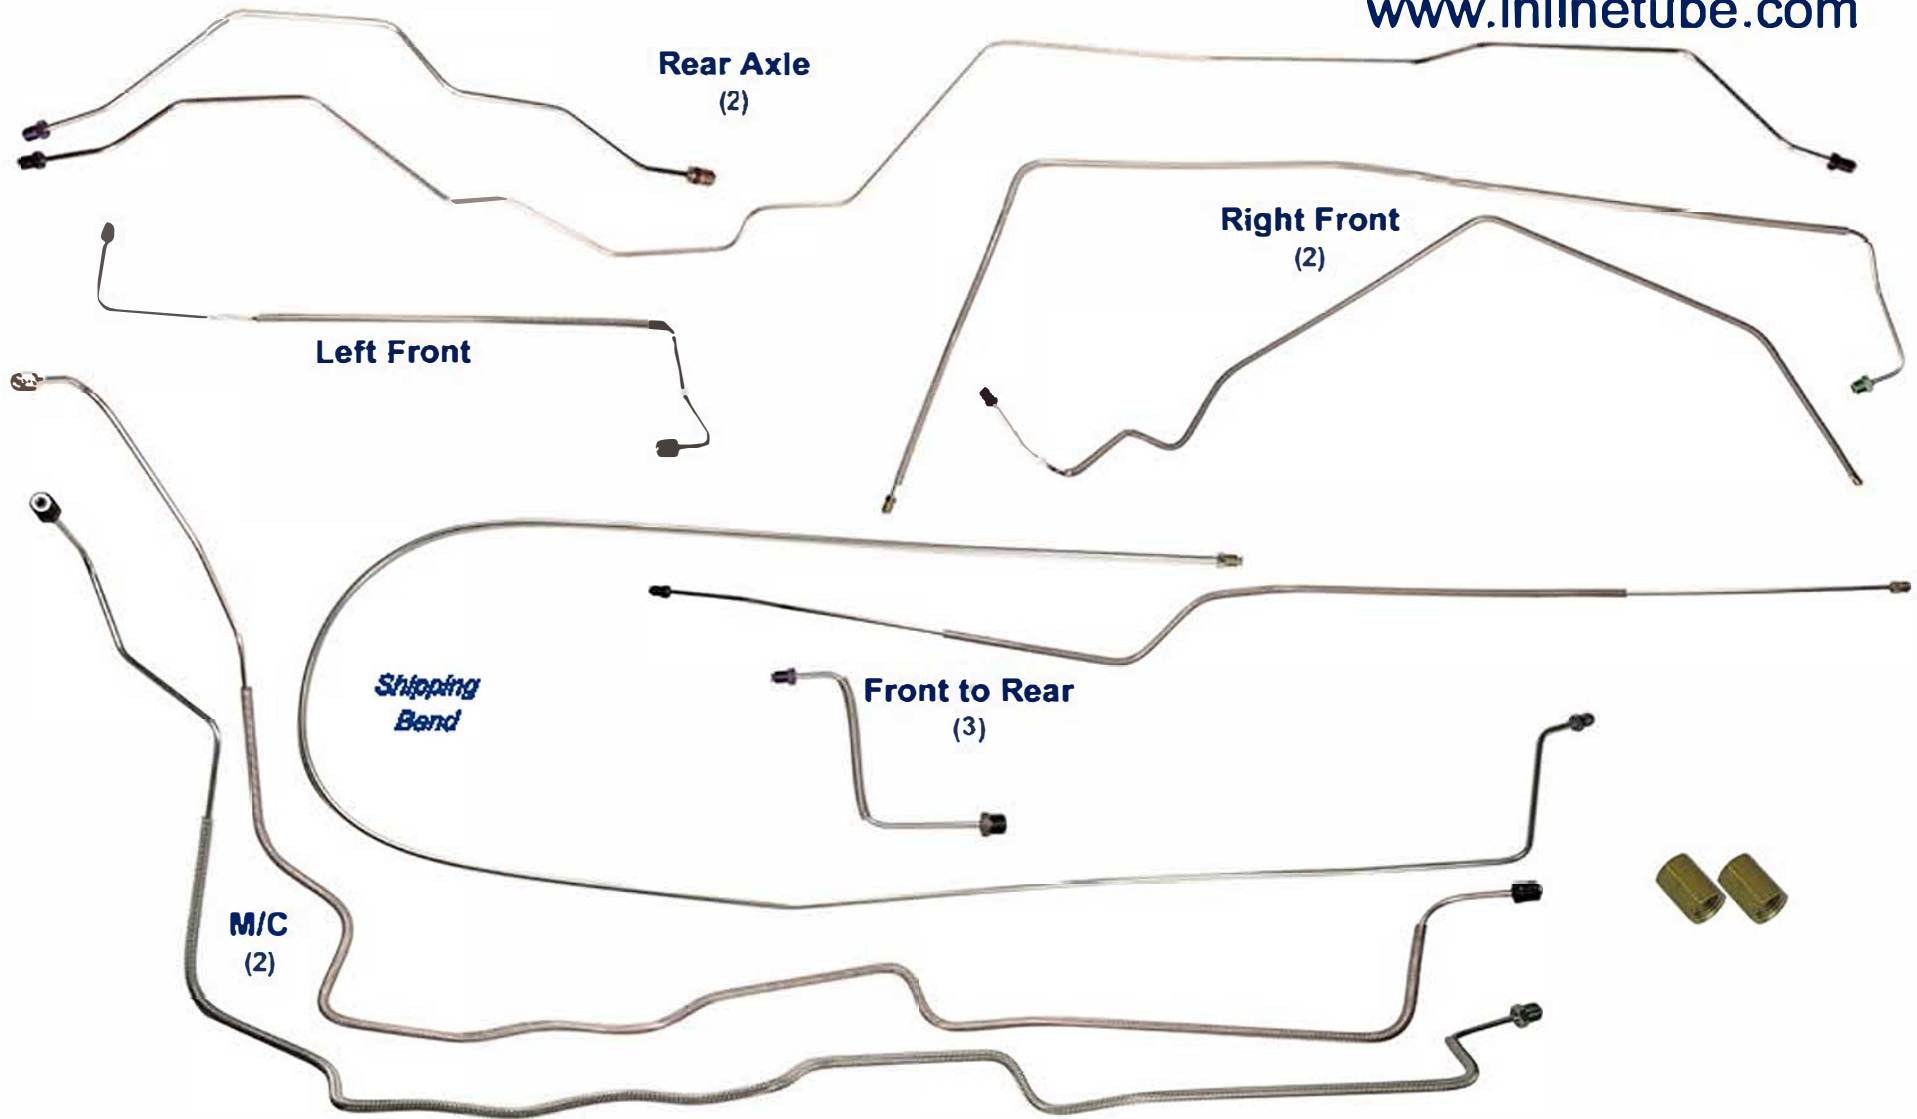 www.inlinetube.com
Rear Axle
(2)
Right Front
(2)
Left Front
Shipping
Bend
Front to Rear
(3)
M/C
(2)